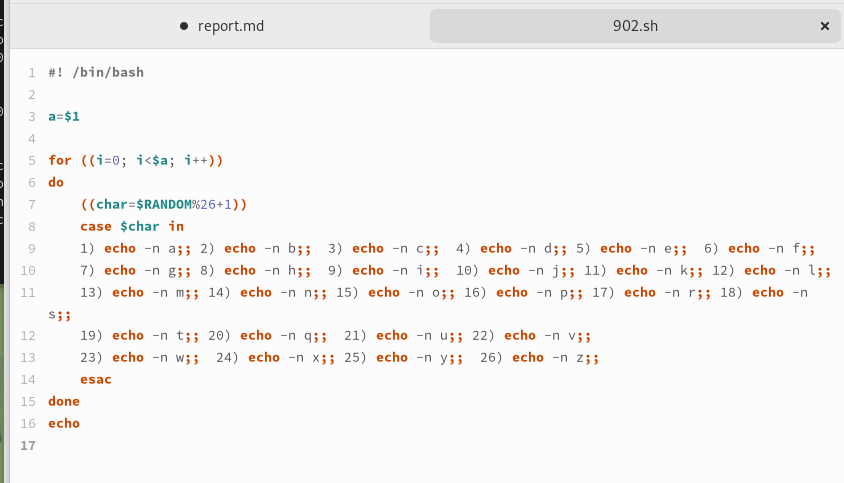 ● report.md 902.sh ×
1 #! /bin/bash
2
3 a=$1
4
5 for ((i=0; i<$a; i++))
6 do
7     ((char=$RANDOM%26+1))
8     case $char in
9     1) echo -n a;; 2) echo -n b;;  3) echo -n c;;  4) echo -n d;; 5) echo -n e;;  6) echo -n f;;
10     7) echo -n g;; 8) echo -n h;;  9) echo -n i;;  10) echo -n j;; 11) echo -n k;; 12) echo -n l;;
11     13) echo -n m;; 14) echo -n n;; 15) echo -n o;; 16) echo -n p;; 17) echo -n r;; 18) echo -n
s;;
12     19) echo -n t;; 20) echo -n q;;  21) echo -n u;; 22) echo -n v;;
13     23) echo -n w;;  24) echo -n x;; 25) echo -n y;;  26) echo -n z;;
14     esac
15 done
16 echo
17